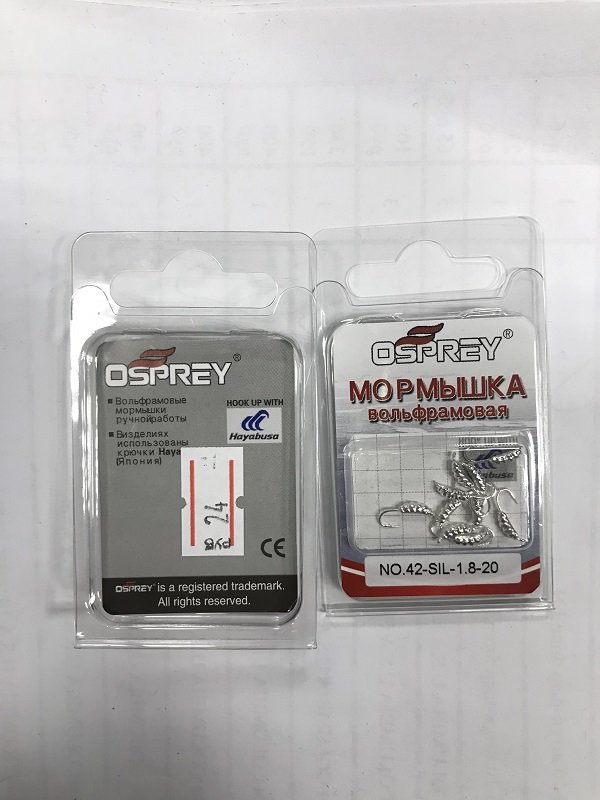 OSPREY®
Вольфрамовые
мормышки
ручнойработы
Визделиях
использованы
крючки Haya
(Япония)
HOOK UP WITH
Hayabusa
24
руб
CE
OSPREY® is a registered trademark.
All rights reserved.
OSPREY®
МОРМЫШКА
вольфрамовая
Hayabusa
NO.42-SIL-1.8-20